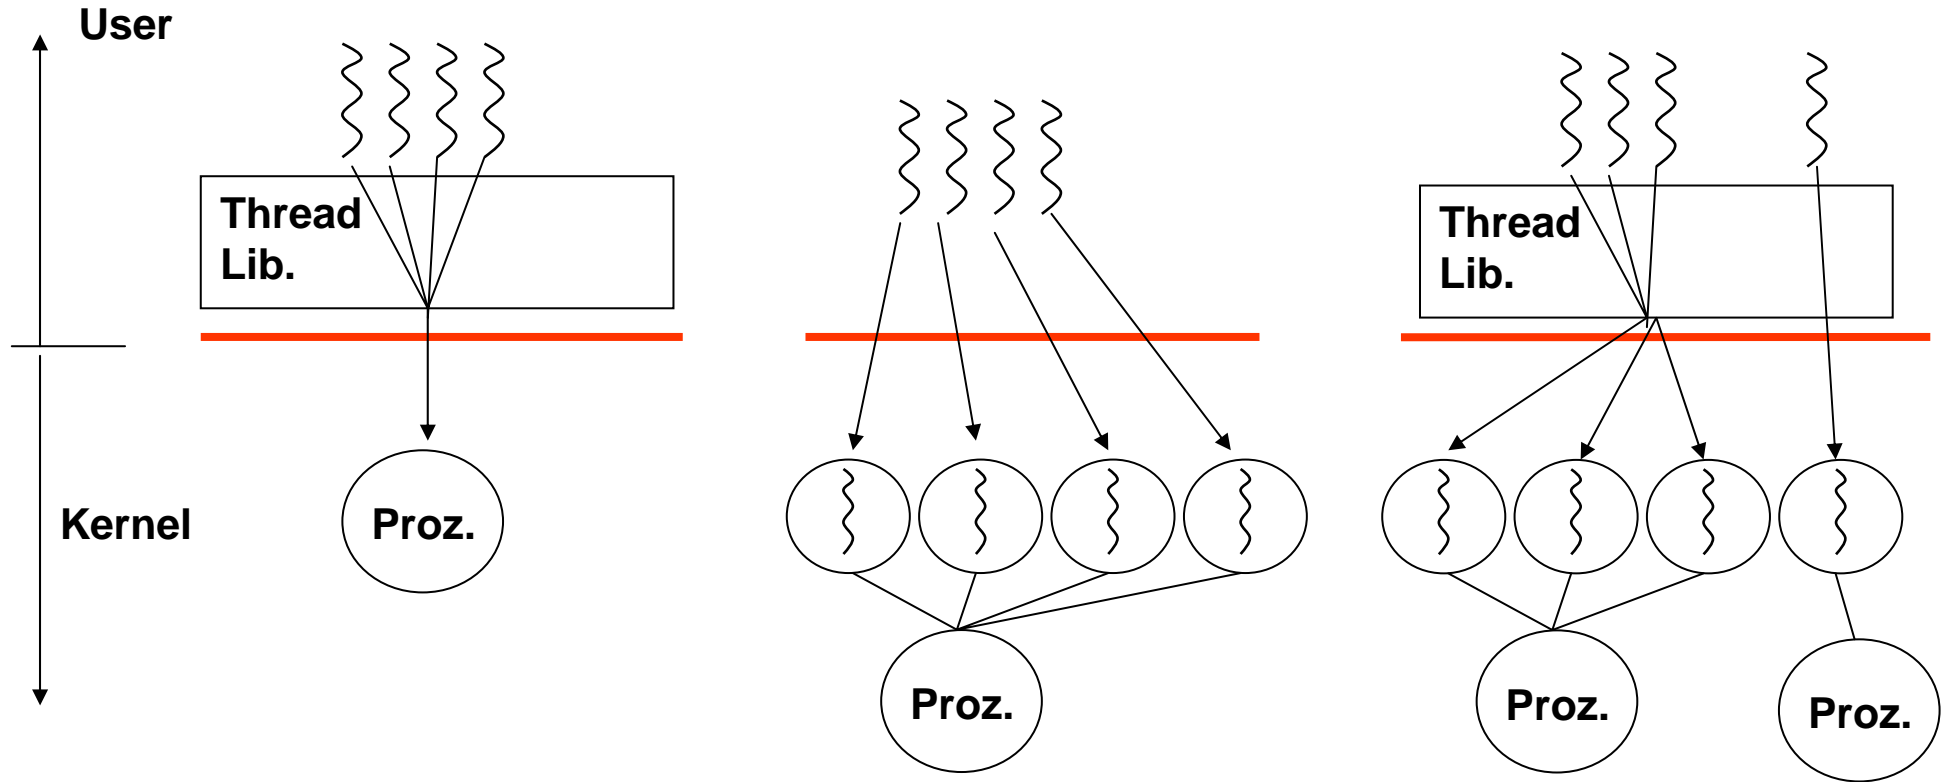 User
Thread
Lib.
Thread
Lib.
Kernel
Proz.
Proz.
Proz.
Proz.